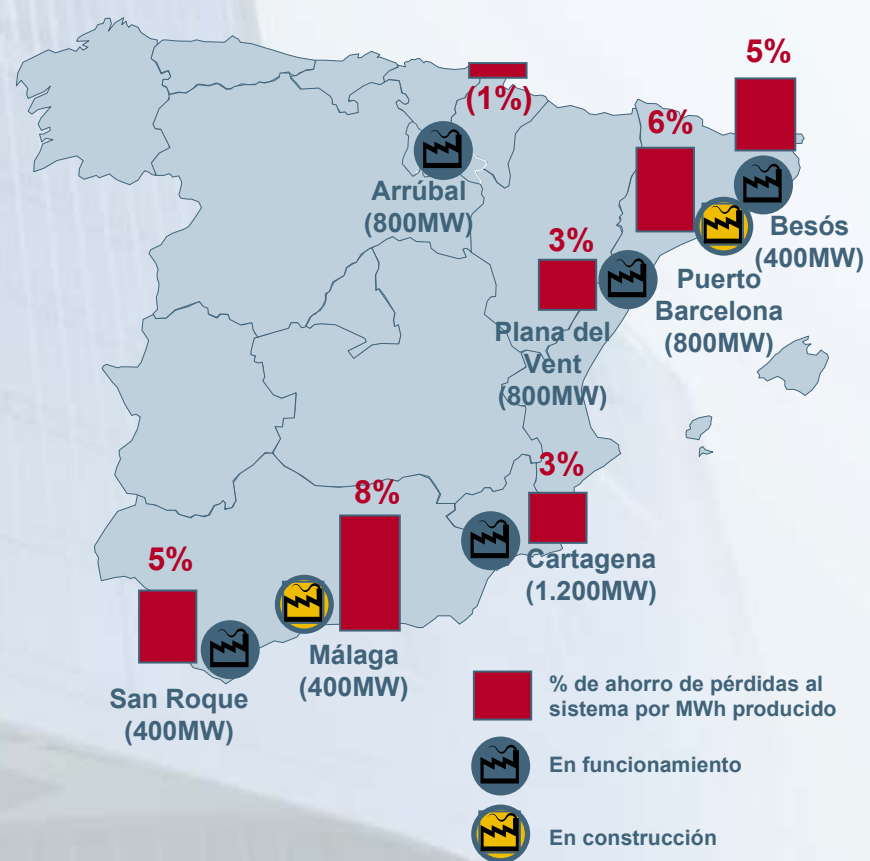 5%
(1%)
6%
Arrúbal
(800MW)
Besós
(400MW)
3%
Puerto
Barcelona
(800MW)
Plana del
Vent
(800MW)
3%
8%
Cartagena
(1.200MW)
5%
Málaga
(400MW)
San Roque
(400MW)
% de ahorro de pérdidas al
sistema por MWh producido
En funcionamiento
En construcción